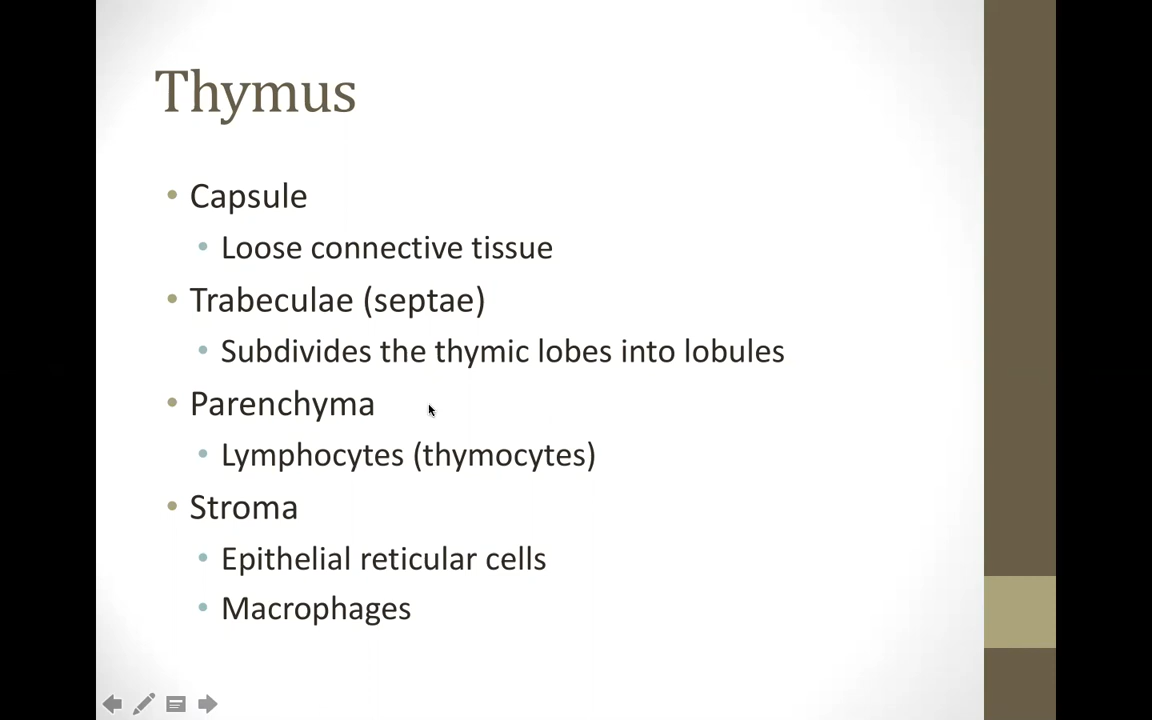 Thymus
• Capsule
• Loose connective tissue
• Trabeculae (septae)
• Subdivides the thymic lobes into lobules
• Parenchyma
• Lymphocytes (thymocytes)
• Stroma
• Epithelial reticular cells
• Macrophages